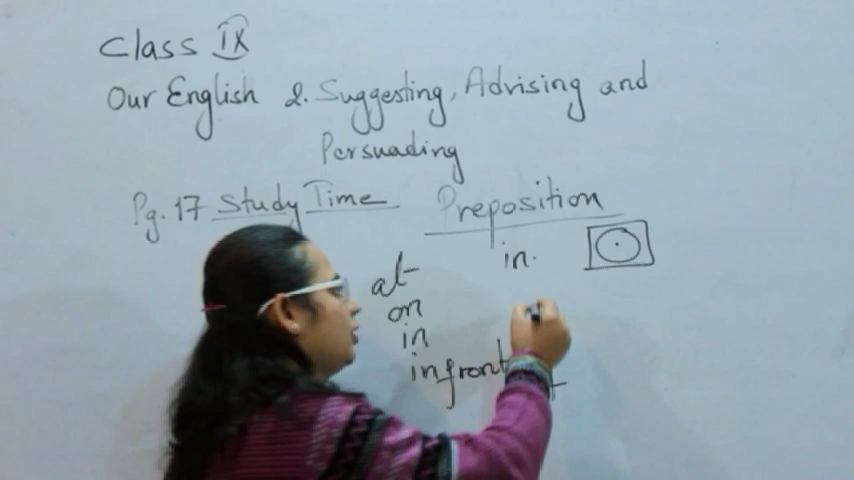 Class IX
Our English 2. Suggesting, Advising and
Persuading
Pg. 17 Study Time Preposition
at in.
on
in
infront